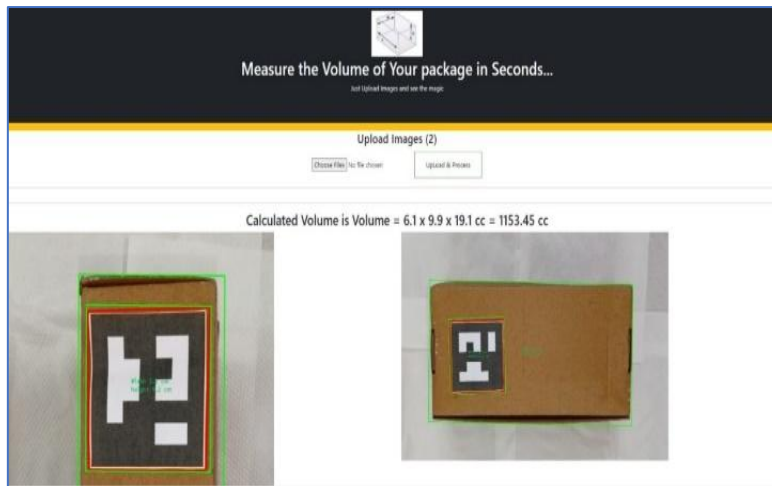 Measure the Volume of Your package in Seconds...
Just Upload Images and see the magic
Upload Images (2)
Choose Files No file chosen
Upload & Process
Calculated Volume is Volume = 6.1 x 9.9 x 19.1 cc = 1153.45 cc